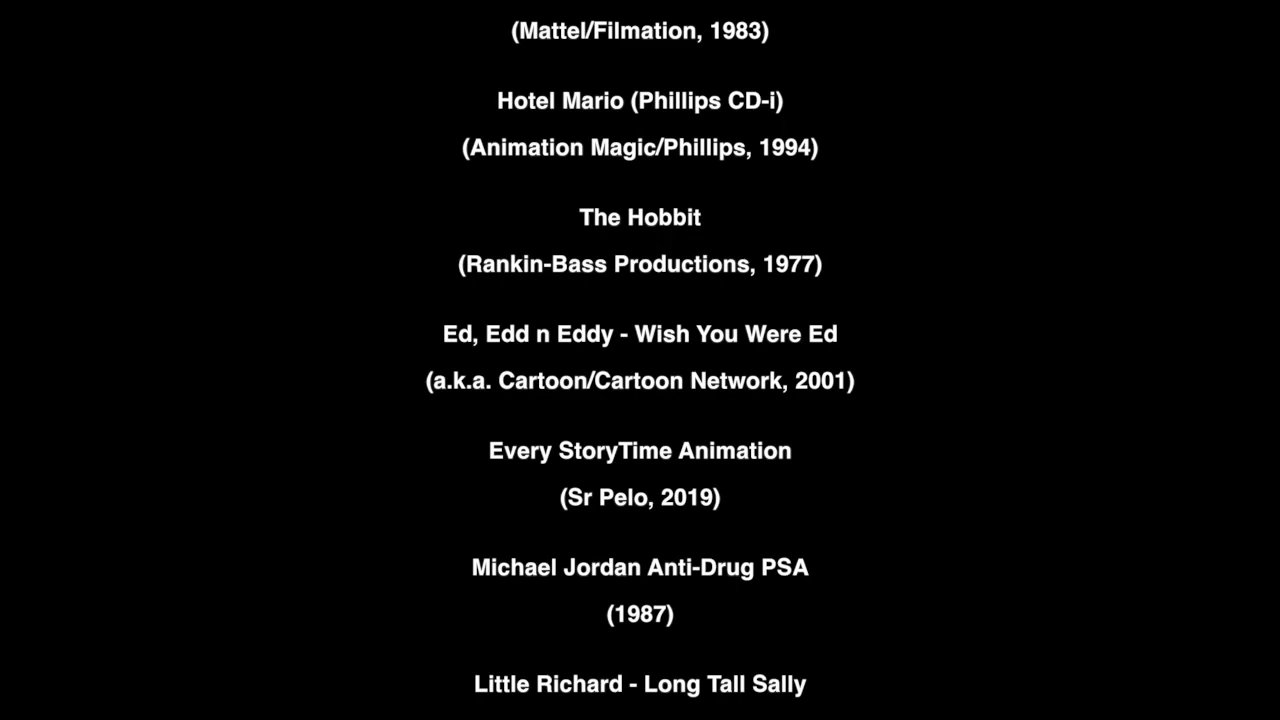 (Mattel/Filmation, 1983)
Hotel Mario (Phillips CD-i)
(Animation Magic/Phillips, 1994)
The Hobbit
(Rankin-Bass Productions, 1977)
Ed, Edd n Eddy - Wish You Were Ed
(a.k.a. Cartoon/Cartoon Network, 2001)
Every StoryTime Animation
(Sr Pelo, 2019)
Michael Jordan Anti-Drug PSA
(1987)
Little Richard - Long Tall Sally